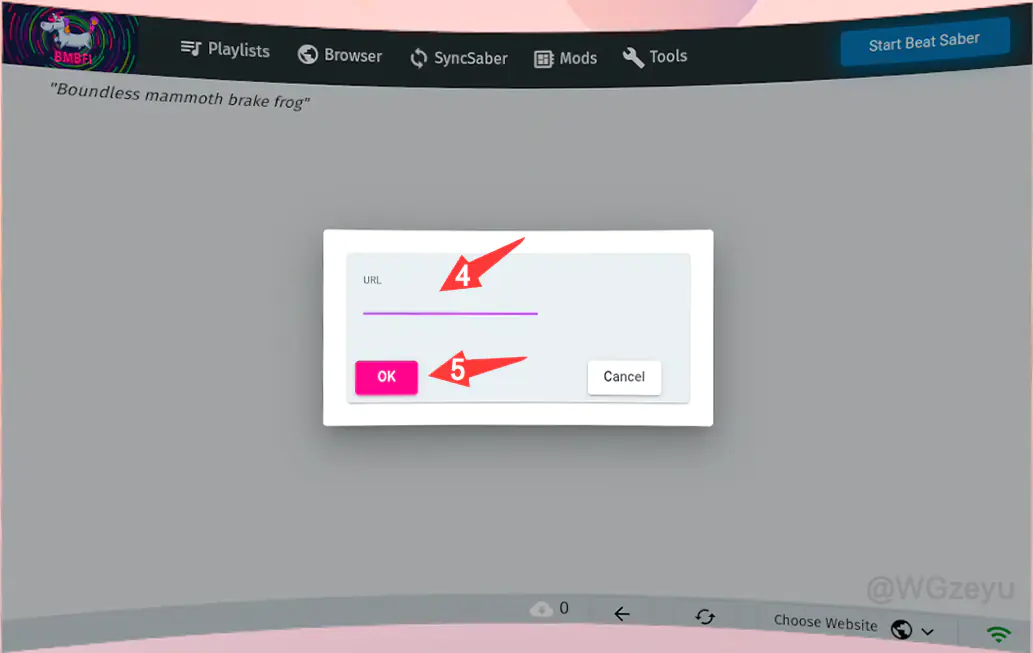 BMBFI
Playlists
Browser
SyncSaber
Mods
Tools
Start Beat Saber
"Boundless mammoth brake frog"
4
URL
5
OK
Cancel
@WGzeyu
0
Choose Website